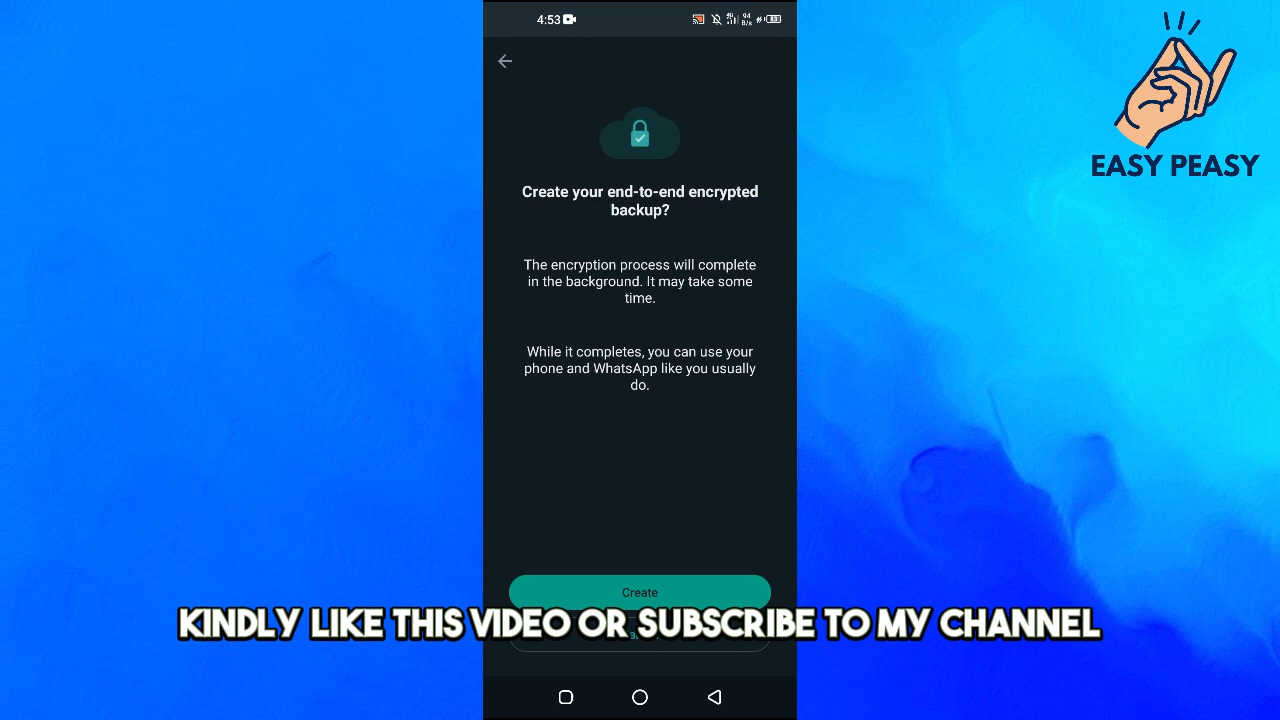 4:53
94
B/s
83
EASY PEASY
Create your end-to-end encrypted
backup?
The encryption process will complete
in the background. It may take some
time.
While it completes, you can use your
phone and WhatsApp like you usually
do.
Create
KINDLY LIKE THIS VIDEO OR SUBSCRIBE TO MY CHANNEL